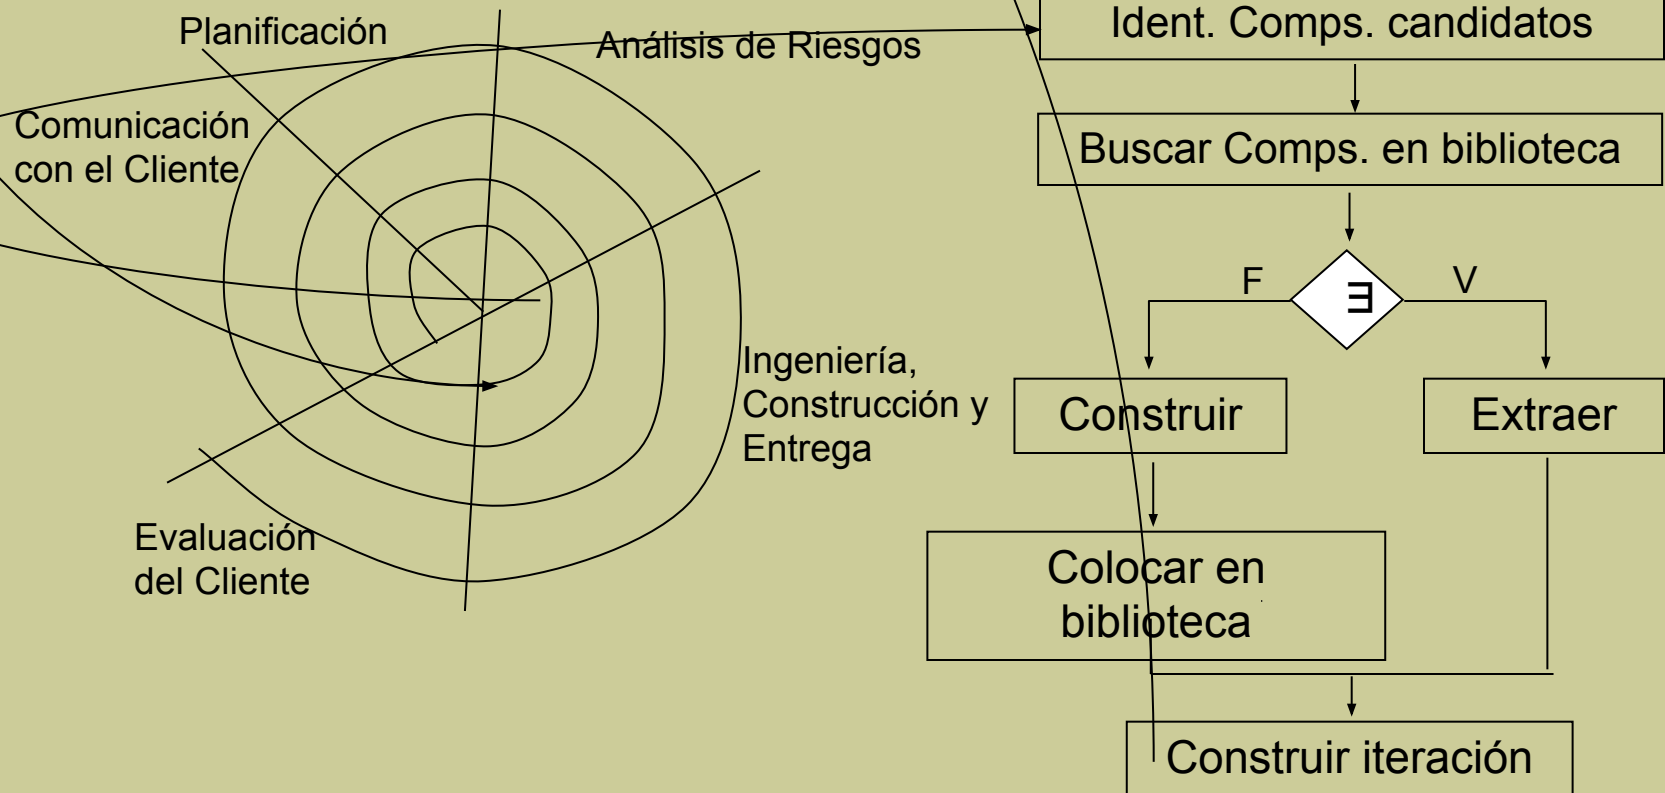 Planificación
Análisis de Riesgos
Comunicación
con el Cliente
Ingeniería,
Construcción y
Entrega
Evaluación
del Cliente
Ident. Comps. candidatos
Buscar Comps. en biblioteca
F
∃
V
Construir
Extraer
Colocar en
biblioteca
Construir iteración